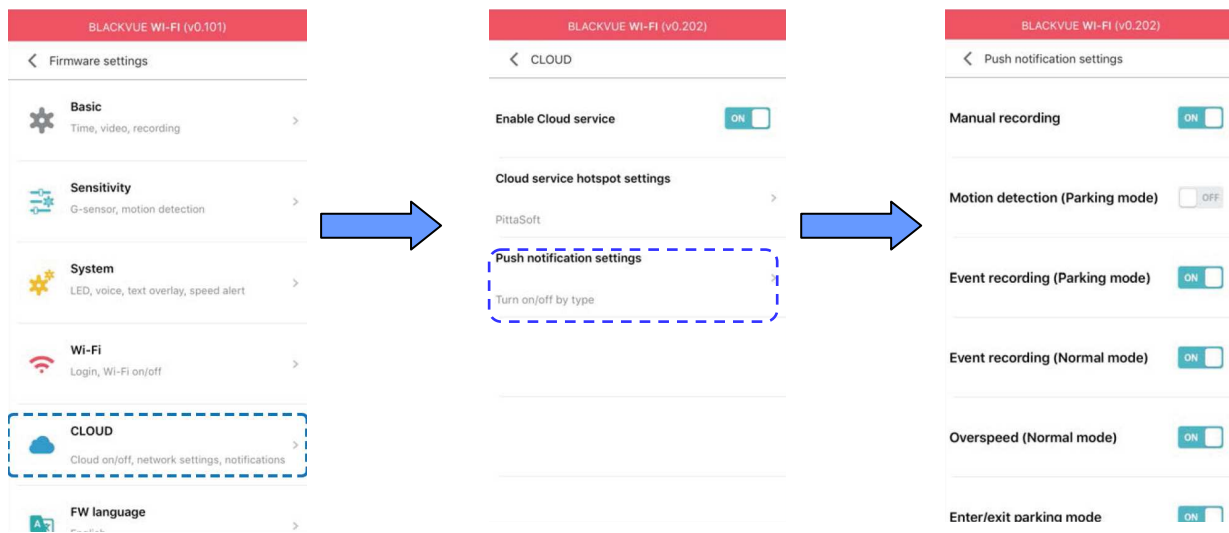 BLACKVUE WI-FI (v0.101)
Firmware settings
Basic
Time, video, recording
Sensitivity
G-sensor, motion detection
System
LED, voice, text overlay, speed alert
Wi-Fi
Login, Wi-Fi on/off
CLOUD
Cloud on/off, network settings, notifications
FW language
English
BLACKVUE WI-FI (v0.202)
CLOUD
Enable Cloud service
ON
Cloud service hotspot settings
PittaSoft
Push notification settings
Turn on/off by type
BLACKVUE WI-FI (v0.202)
Push notification settings
Manual recording
ON
Motion detection (Parking mode)
OFF
Event recording (Parking mode)
ON
Event recording (Normal mode)
ON
Overspeed (Normal mode)
ON
Enter/exit parking mode
ON